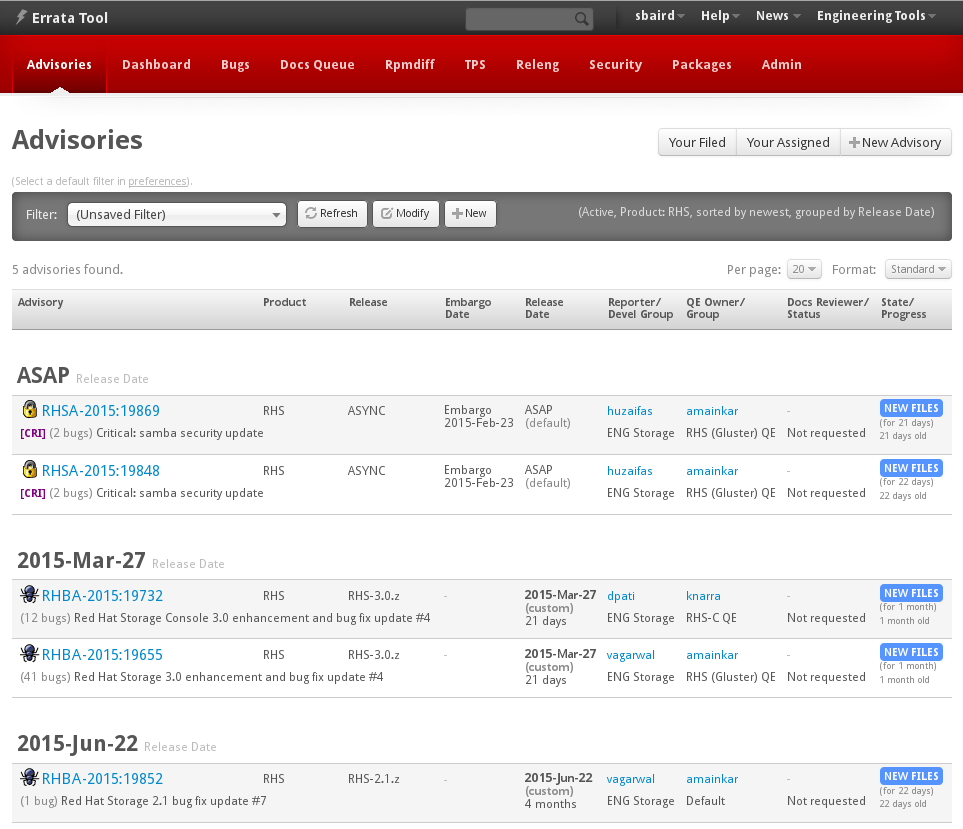 Errata Tool
sbaird Help News Engineering Tools
Advisories Dashboard Bugs Docs Queue Rpmdiff TPS Releng Security Packages Admin
Advisories
Your Filed Your Assigned New Advisory
(Select a default filter in preferences).
Filter: (Unsaved Filter) Refresh Modify New (Active, Product: RHS, sorted by newest, grouped by Release Date)
5 advisories found. Per page: 20 Format: Standard
Advisory Product Release Embargo Release Reporter/ QE Owner/ Docs Reviewer/ State/
Date Date Devel Group Group Status Progress
ASAP Release Date
RHSA-2015:19869 RHS ASYNC Embargo ASAP huzaifas amainkar - NEW FILES
2015-Feb-23 (default) (for 21 days)
[CRI] (2 bugs) Critical: samba security update ENG Storage RHS (Gluster) QE Not requested 21 days old
RHSA-2015:19848 RHS ASYNC Embargo ASAP huzaifas amainkar - NEW FILES
2015-Feb-23 (default) (for 22 days)
[CRI] (2 bugs) Critical: samba security update ENG Storage RHS (Gluster) QE Not requested 22 days old
2015-Mar-27 Release Date
RHBA-2015:19732 RHS RHS-3.0.z - 2015-Mar-27 dpati knarra - NEW FILES
(custom) (for 1 month)
(12 bugs) Red Hat Storage Console 3.0 enhancement and bug fix update #4 21 days ENG Storage RHS-C QE Not requested 1 month old
RHBA-2015:19655 RHS RHS-3.0.z - 2015-Mar-27 vagarwal amainkar - NEW FILES
(custom) (for 1 month)
(41 bugs) Red Hat Storage 3.0 enhancement and bug fix update #4 21 days ENG Storage RHS (Gluster) QE Not requested 1 month old
2015-Jun-22 Release Date
RHBA-2015:19852 RHS RHS-2.1.z - 2015-Jun-22 vagarwal amainkar - NEW FILES
(custom) (for 22 days)
(1 bug) Red Hat Storage 2.1 bug fix update #7 4 months ENG Storage Default Not requested 22 days old